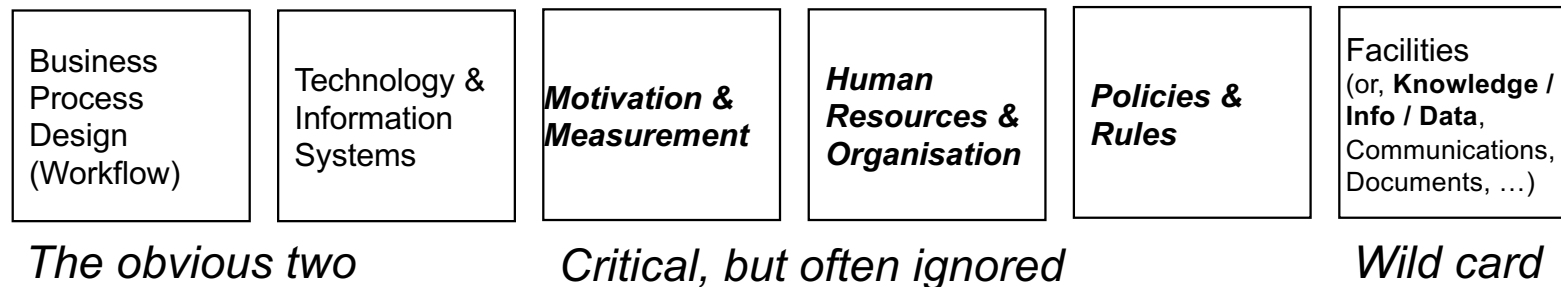 Business
Process
Design
(Workflow)
Technology &
Information
Systems
Motivation &
Measurement
Human
Resources &
Organisation
Policies &
Rules
Facilities
(or, Knowledge /
Info / Data,
Communications,
Documents, …)
The obvious two
Critical, but often ignored
Wild card